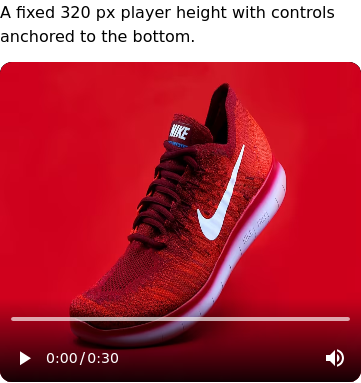 A fixed 320 px player height with controls
anchored to the bottom.
NIKE
0:00/0:30